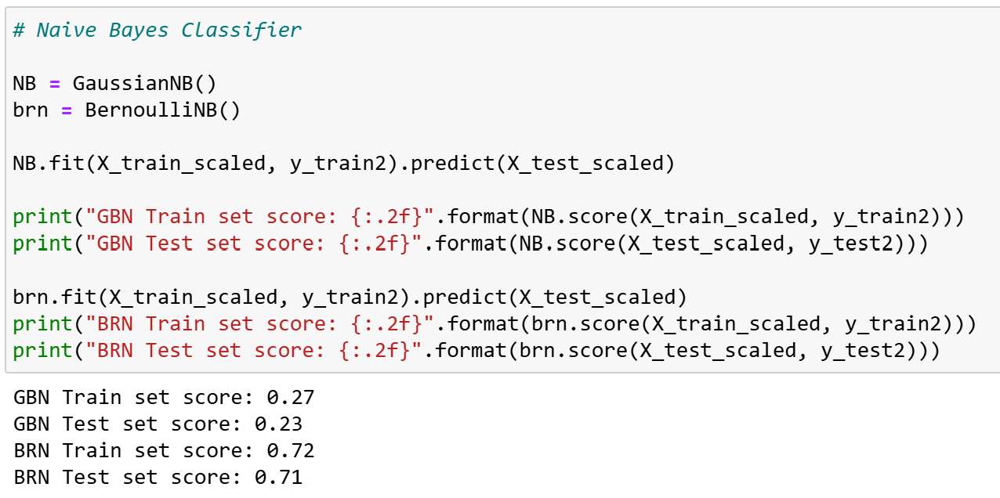 # Naive Bayes Classifier
NB = GaussianNB()
brn = BernoulliNB()
NB.fit(X_train_scaled, y_train2).predict(X_test_scaled)
print("GBN Train set score: {:.2f}".format(NB.score(X_train_scaled, y_train2)))
print("GBN Test set score: {:.2f}".format(NB.score(X_test_scaled, y_test2)))
brn.fit(X_train_scaled, y_train2).predict(X_test_scaled)
print("BRN Train set score: {:.2f}".format(brn.score(X_train_scaled, y_train2)))
print("BRN Test set score: {:.2f}".format(brn.score(X_test_scaled, y_test2)))
GBN Train set score: 0.27
GBN Test set score: 0.23
BRN Train set score: 0.72
BRN Test set score: 0.71